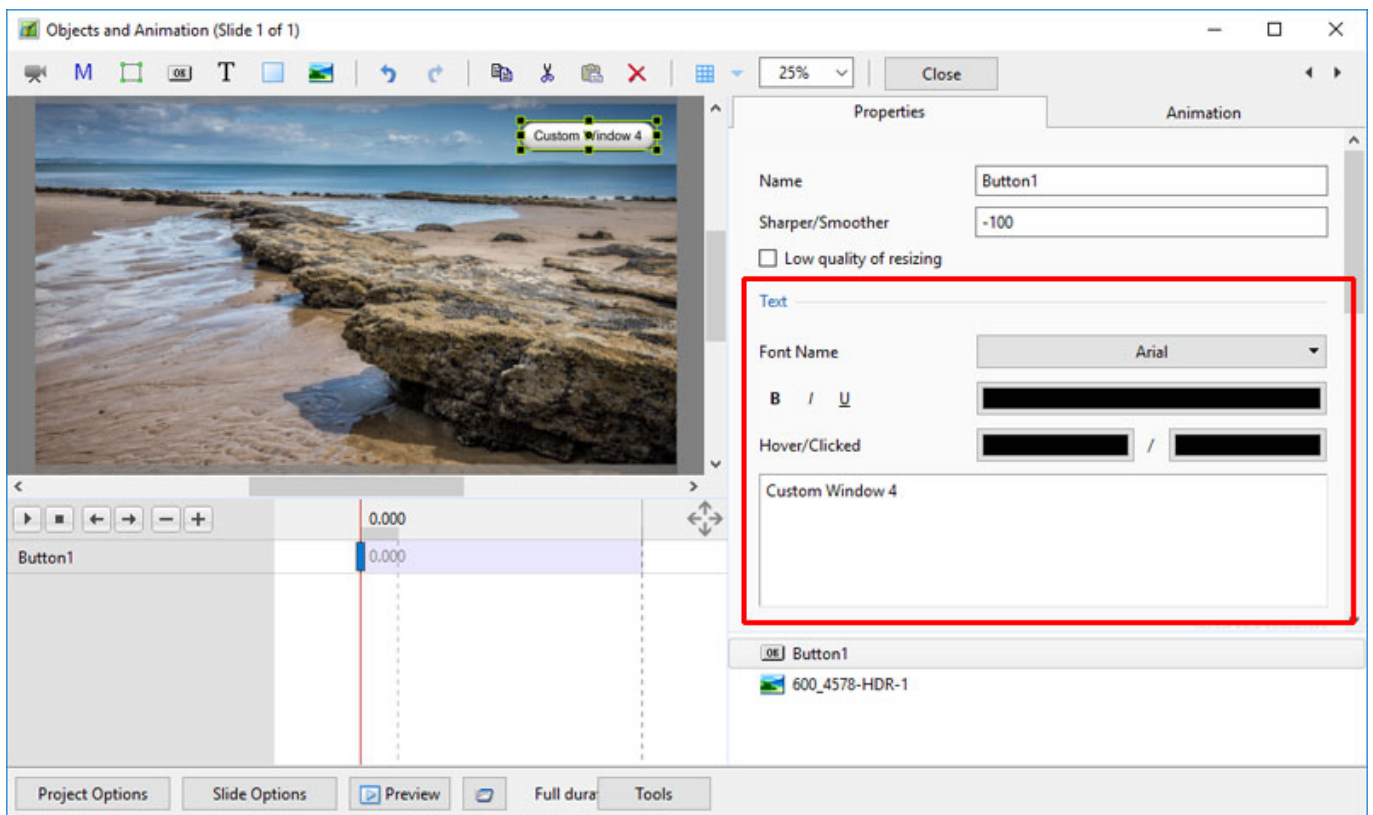 Objects and Animation (Slide 1 of 1)
M OK T 25% Close
Custom Window 4
Properties Animation
Name Button1
Sharper/Smoother -100
Low quality of resizing
Text
Font Name Arial
B I U
Hover/Clicked /
Custom Window 4
0.000
Button1 0.000
OK Button1
600_4578-HDR-1
Project Options Slide Options Preview Full dura Tools